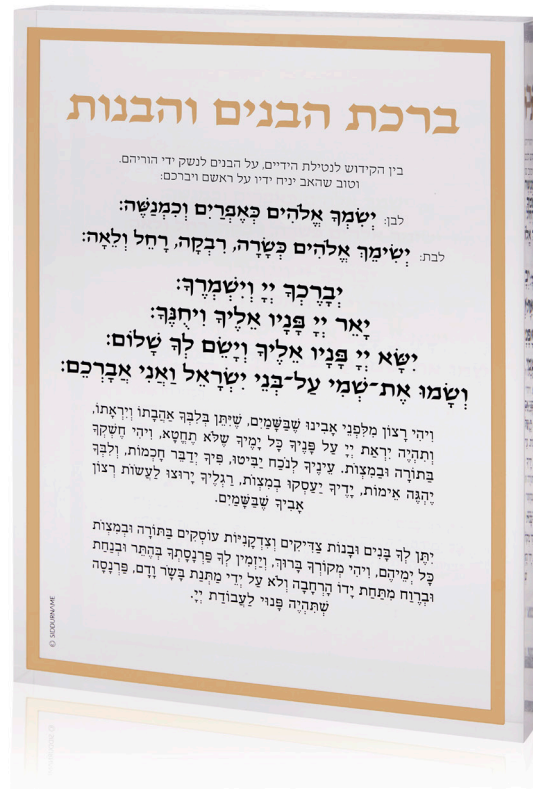 ברכת הבנים והבנות
בין הקידוש לנטילת הידיים, על הבנים לנשק ידי הוריהם.
וטוב שהאב יניח ידיו על ראשם ויברכם:
לבן: יְשִׂמְךָ אֱלֹהִים כְּאֶפְרַיִם וְכִמְנַשֶּׁה:
לבת: יְשִׂימֵךְ אֱלֹהִים כְּשָׂרָה, רִבְקָה, רָחֵל וְלֵאָה:
יְבָרֶכְךָ יְיָ וְיִשְׁמְרֶךָ:
יָאֵר יְיָ פָּנָיו אֵלֶיךָ וִיחֻנֶּךָּ:
יִשָּׂא יְיָ פָּנָיו אֵלֶיךָ וְיָשֵׂם לְךָ שָׁלוֹם:
וְשָׂמוּ אֶת־שְׁמִי עַל־בְּנֵי יִשְׂרָאֵל וַאֲנִי אֲבָרְכֵם:
וִיהִי רָצוֹן מִלִּפְנֵי אָבִינוּ שֶׁבַּשָּׁמַיִם, שֶׁיִּתֵּן בְּלִבְּךָ אַהֲבָתוֹ וְיִרְאָתוֹ,
וְתִהְיֶה יִרְאַת יְיָ עַל פָּנֶיךָ כָּל יָמֶיךָ שֶׁלֹּא תֶחֱטָא, וִיהִי חֶשְׁקְךָ
בַּתּוֹרָה וּבַמִּצְוֹת. עֵינֶיךָ לְנֹכַח יַבִּיטוּ, פִּיךָ יְדַבֵּר חָכְמוֹת, וְלִבְּךָ
יֶהְגֶּה אֵימוֹת, יָדֶיךָ יַעַסְקוּ בְמִצְוֹת, רַגְלֶיךָ יָרוּצוּ לַעֲשׂוֹת רְצוֹן
אָבִיךָ שֶׁבַּשָּׁמַיִם.
יִתֵּן לְךָ בָּנִים וּבָנוֹת צַדִּיקִים וְצִדְקָנִיּוֹת עוֹסְקִים בַּתּוֹרָה וּבְמִצְוֹת
כָּל יְמֵיהֶם, וִיהִי מְקוֹרְךָ בָּרוּךְ, וְיַזְמִין לְךָ פַּרְנָסָתְךָ בְּהֶתֵּר וּבְנַחַת
וּבְרֶוַח מִתַּחַת יָדוֹ הָרְחָבָה וְלֹא עַל יְדֵי מַתְּנַת בָּשָׂר וָדָם, פַּרְנָסָה
שֶׁתִּהְיֶה פָּנוּי לַעֲבוֹדַת יְיָ.
© SIDDURNAME